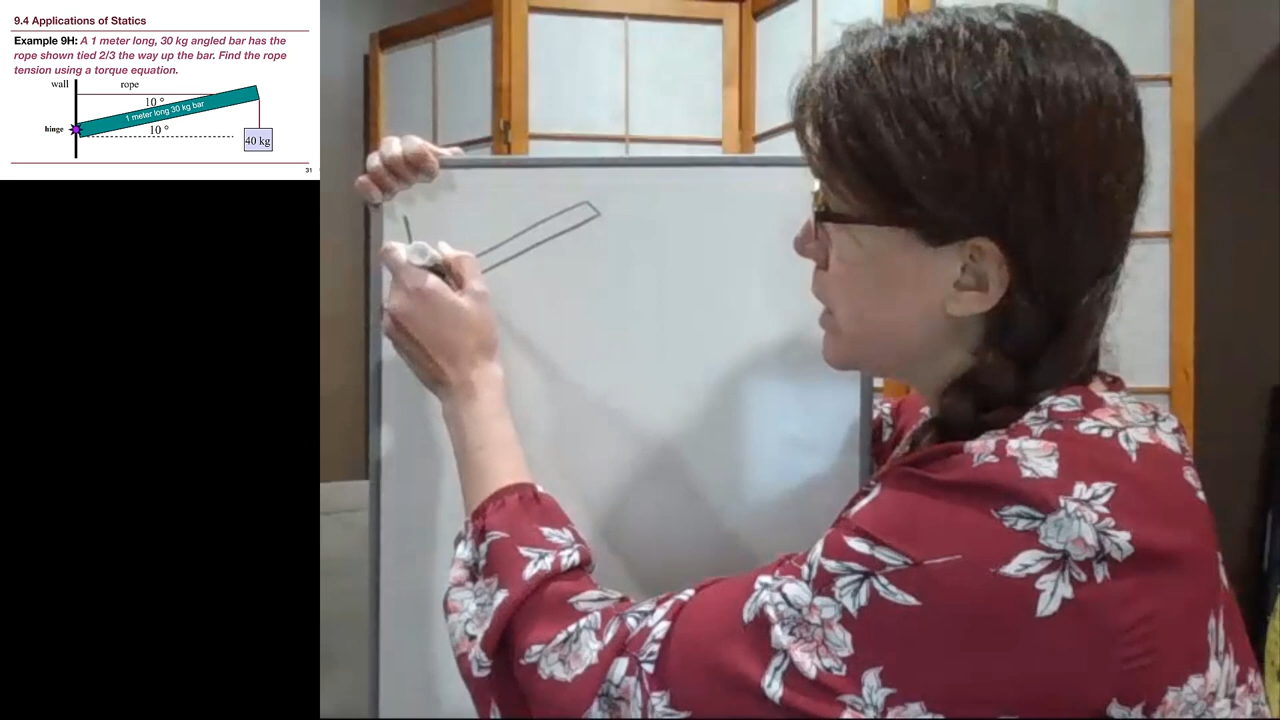 9.4 Applications of Statics
Example 9H: A 1 meter long, 30 kg angled bar has the
rope shown tied 2/3 the way up the bar. Find the rope
tension using a torque equation.
wall rope
10 °
1 meter long 30 kg bar
hinge
10 °
40 kg
31